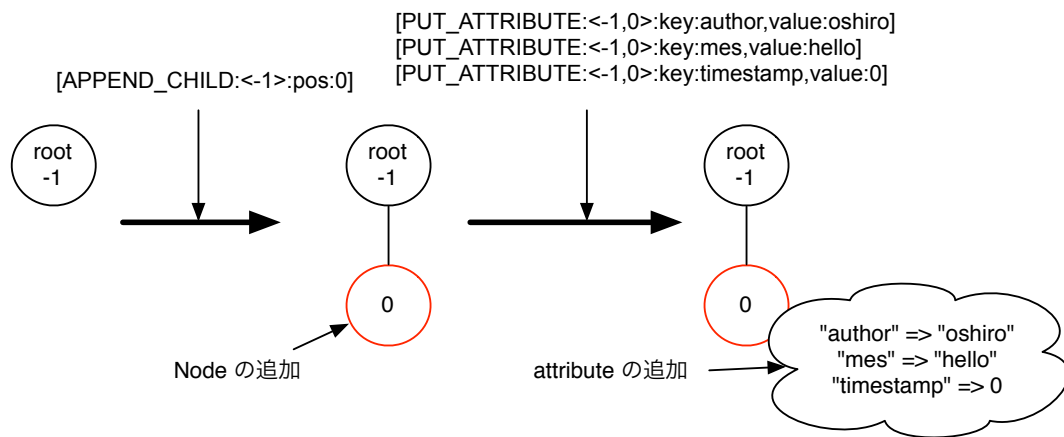 [PUT_ATTRIBUTE:<-1,0>:key:author,value:oshiro]
[PUT_ATTRIBUTE:<-1,0>:key:mes,value:hello]
[PUT_ATTRIBUTE:<-1,0>:key:timestamp,value:0]
[APPEND_CHILD:<-1>:pos:0]
root
-1
root
-1
root
-1
0
0
Node の追加
attribute の追加
"author" => "oshiro"
"mes" => "hello"
"timestamp" => 0